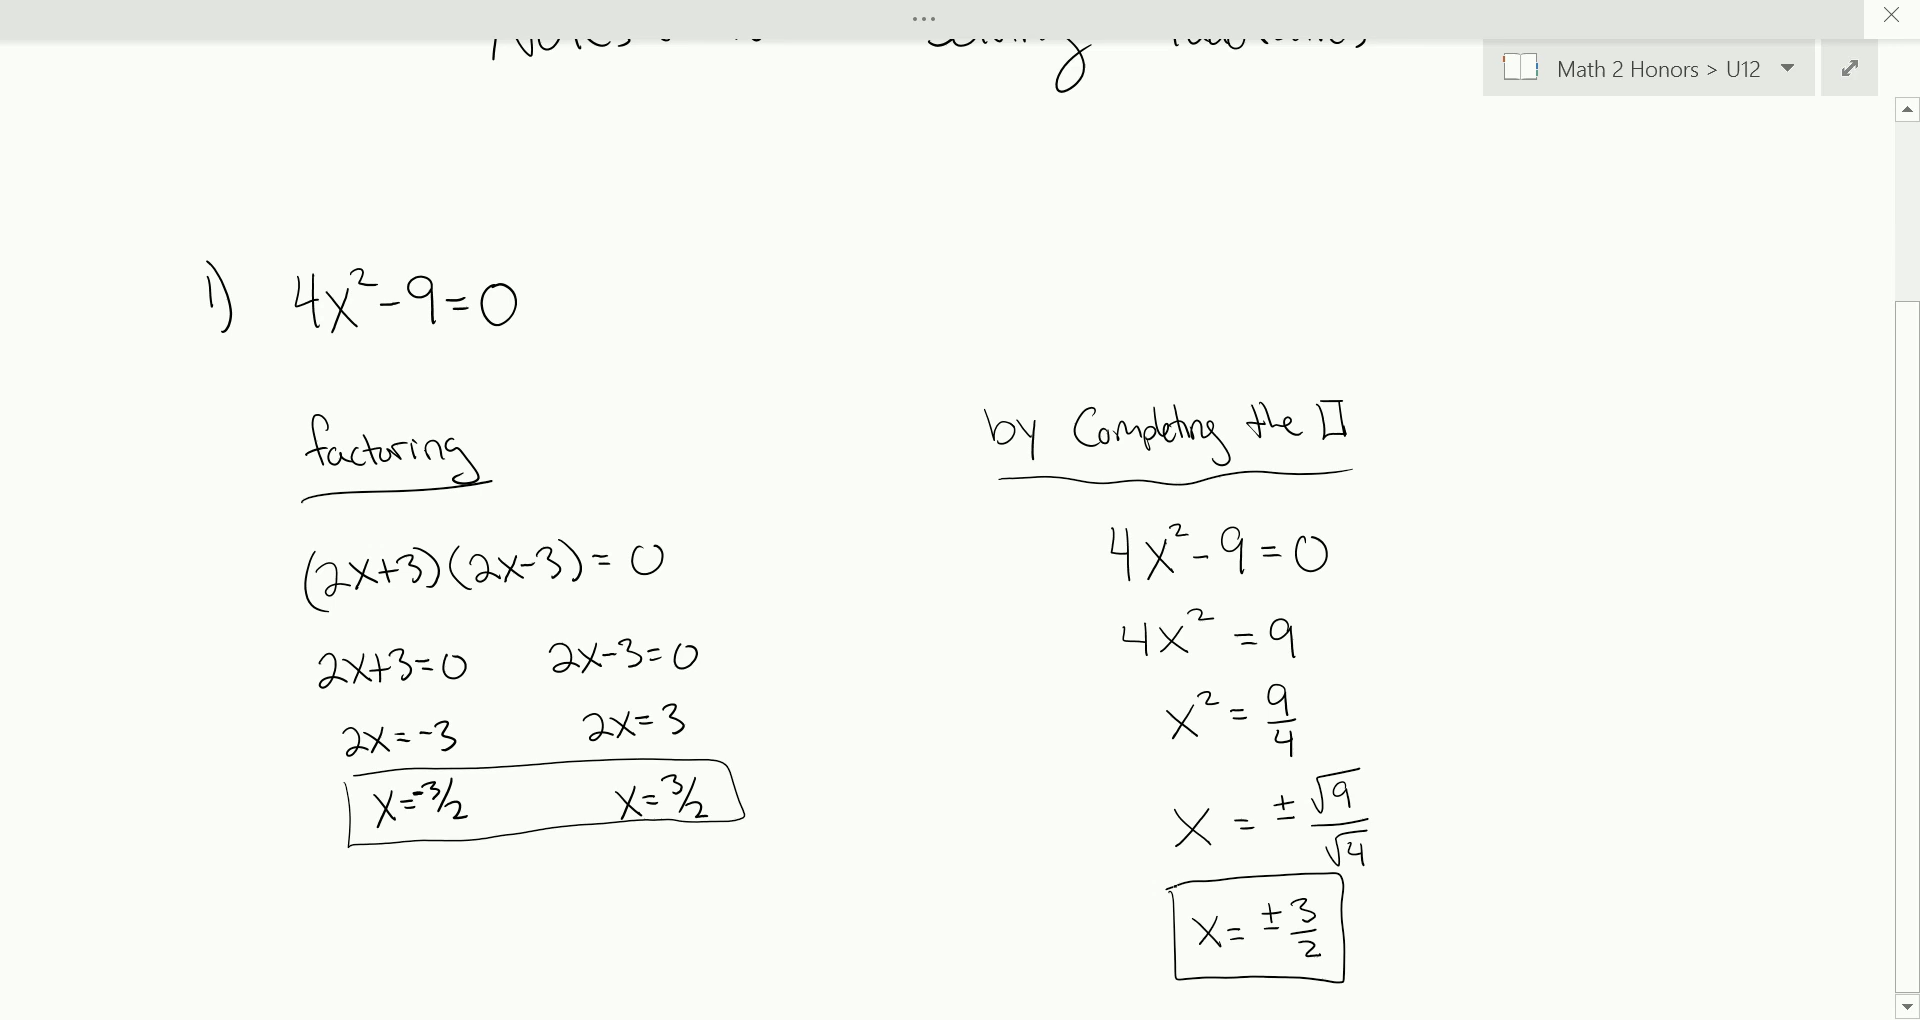 Math 2 Honors > U12
1) 4x²-9=0
factoring
(2x+3)(2x-3)=0
2x+3=0 2x-3=0
2x=-3 2x=3
x=-3/2 x=3/2
by Completing the □
4x²-9=0
4x²=9
x²=9/4
x=±√9/√4
x=±3/2